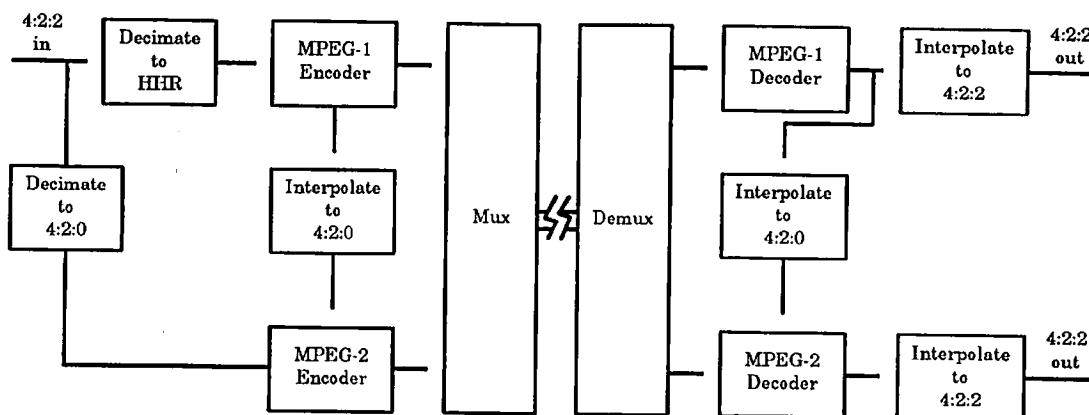 4:2:2
in
Decimate
to
HHR
MPEG-1
Encoder
Decimate
to
4:2:0
Interpolate
to
4:2:0
MPEG-2
Encoder
Mux
Demux
MPEG-1
Decoder
Interpolate
to
4:2:2
4:2:2
out
Interpolate
to
4:2:0
MPEG-2
Decoder
Interpolate
to
4:2:2
4:2:2
out